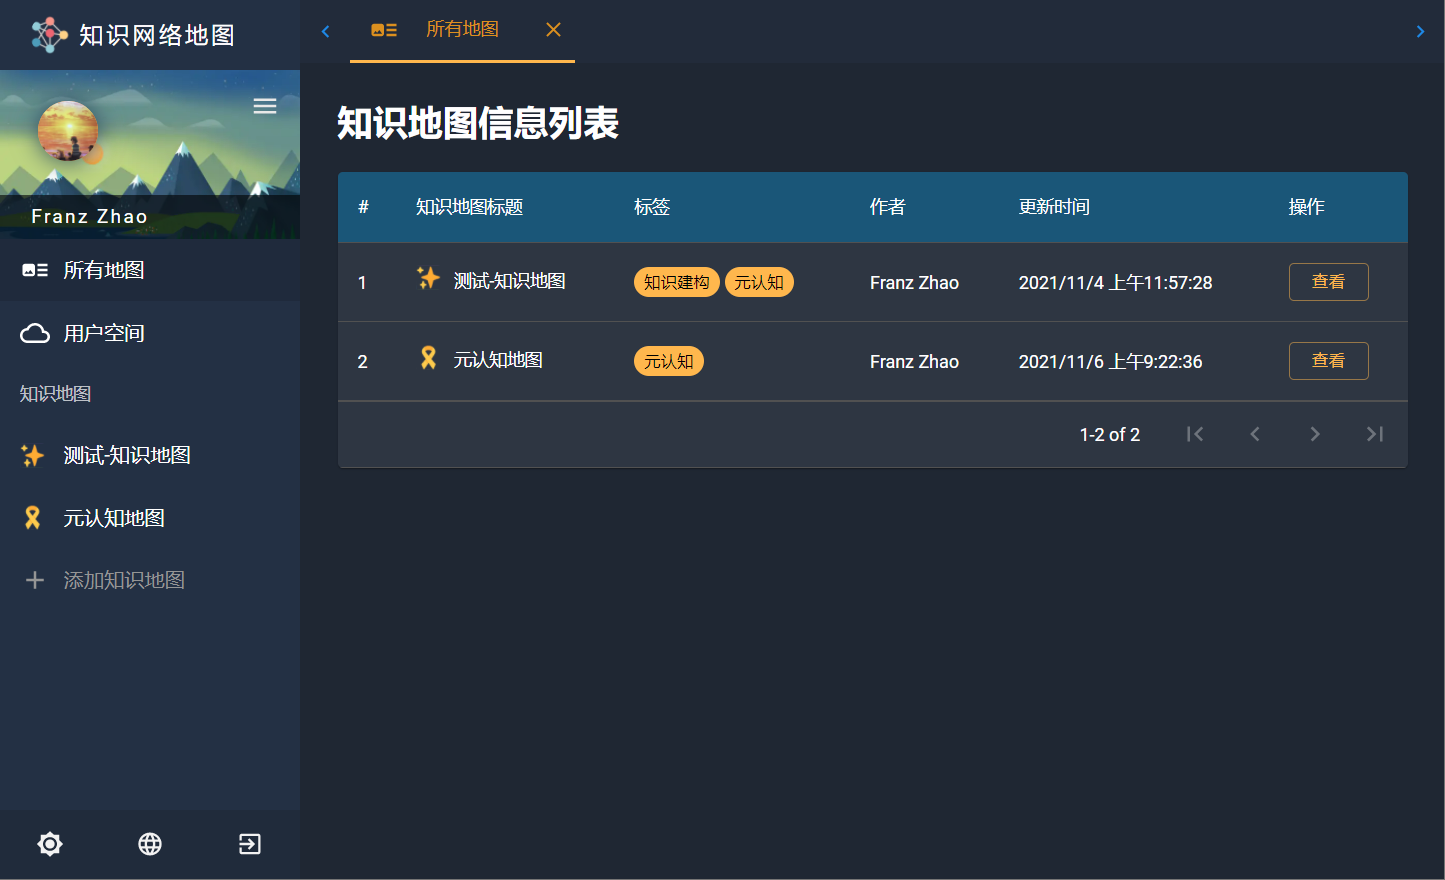 知识网络地图
Franz Zhao
所有地图
用户空间
知识地图
测试-知识地图
元认知地图
添加知识地图
所有地图
知识地图信息列表
# 知识地图标题 标签 作者 更新时间 操作
1 测试-知识地图 知识建构 元认知 Franz Zhao 2021/11/4 上午11:57:28 查看
2 元认知地图 元认知 Franz Zhao 2021/11/6 上午9:22:36 查看
1-2 of 2